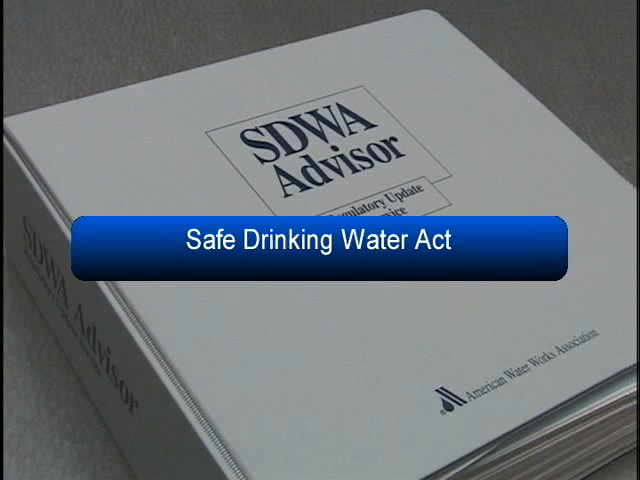 SDWA
Advisor
Regulatory Update
Safe Drinking Water Act
SDWA Advisor
American Water Works Association